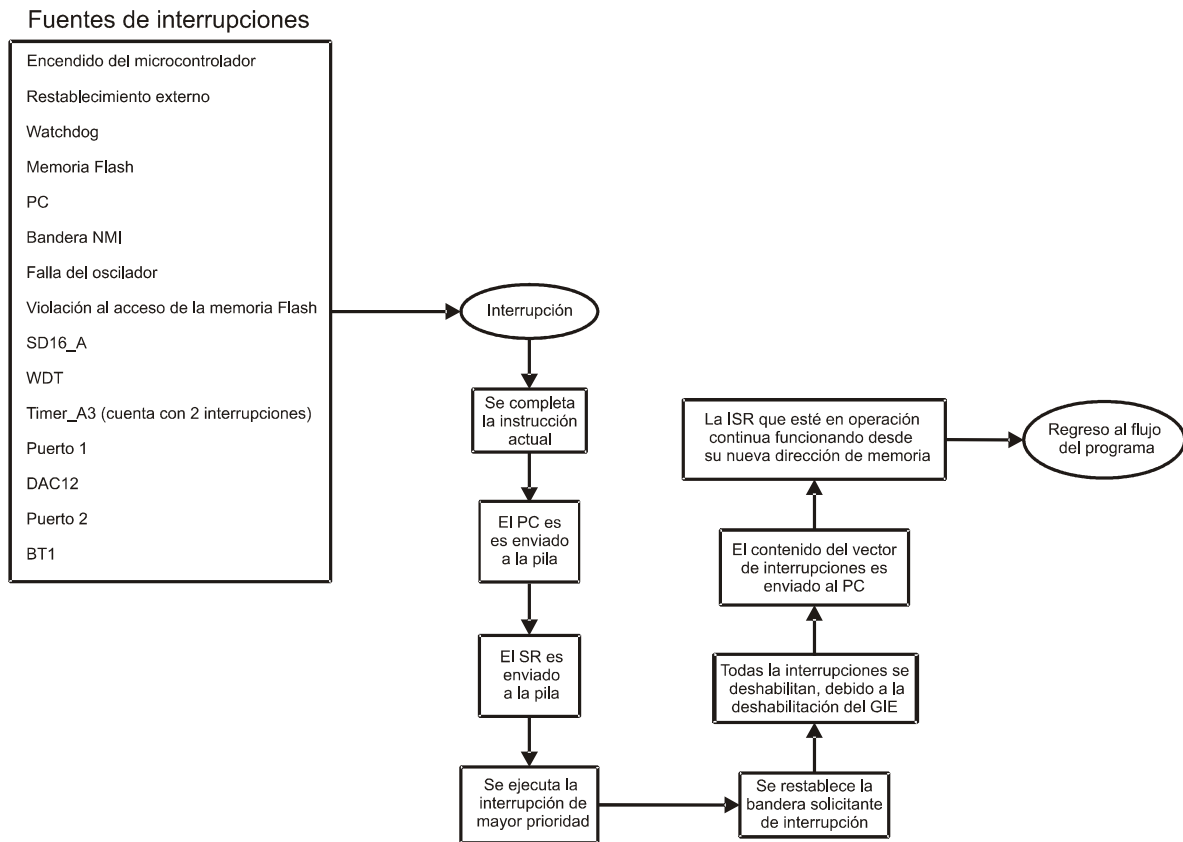 Fuentes de interrupciones
Encendido del microcontrolador
Restablecimiento externo
Watchdog
Memoria Flash
PC
Bandera NMI
Falla del oscilador
Violación al acceso de la memoria Flash
SD16_A
WDT
Timer_A3 (cuenta con 2 interrupciones)
Puerto 1
DAC12
Puerto 2
BT1
Interrupción
Se completa
la instrucción
actual
El PC es
es enviado
a la pila
El SR es
enviado
a la pila
Se ejecuta la
interrupción de
mayor prioridad
Se restablece la
bandera solicitante
de interrupción
Todas la interrupciones se
deshabilitan, debido a la
deshabilitación del GIE
El contenido del vector
de interrupciones es
enviado al PC
La ISR que esté en operación
continua funcionando desde
su nueva dirección de memoria
Regreso al flujo
del programa